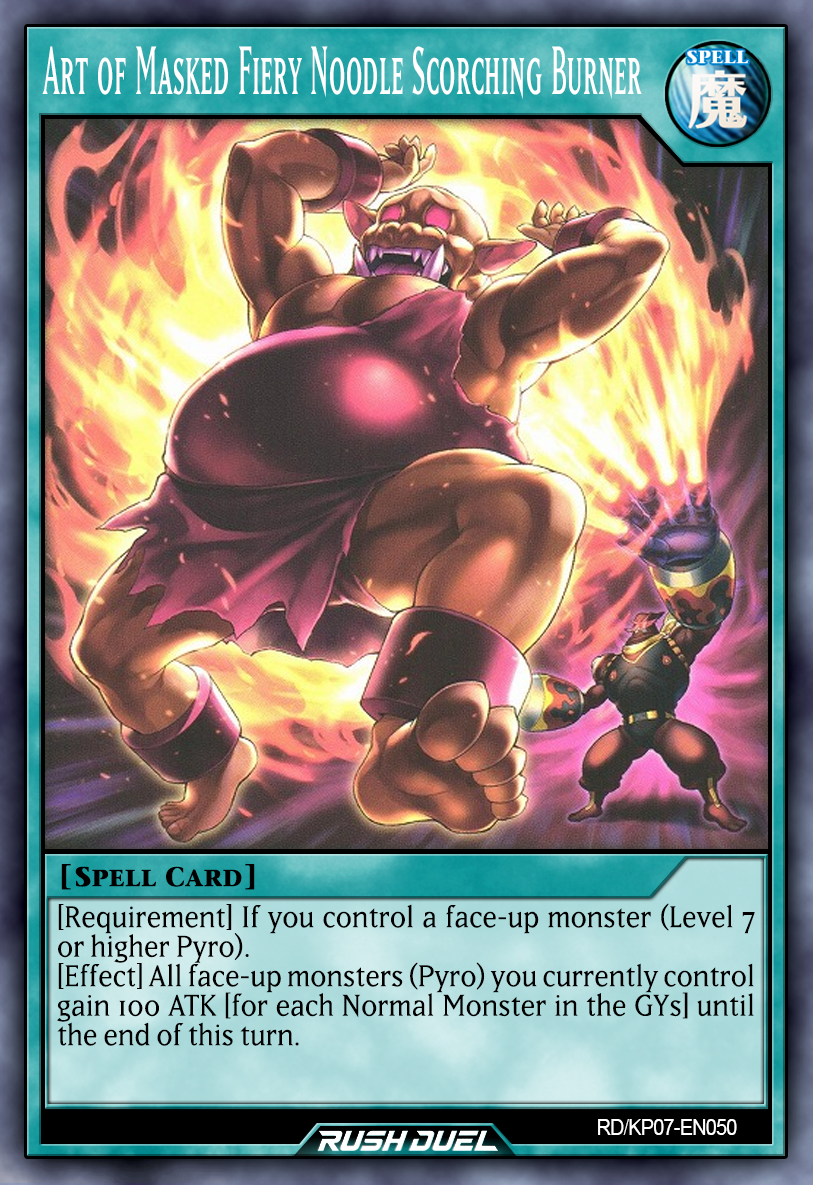 Art of Masked Fiery Noodle Scorching Burner
SPELL
魔
[Spell Card]
[Requirement] If you control a face-up monster (Level 7
or higher Pyro).
[Effect] All face-up monsters (Pyro) you currently control
gain 100 ATK [for each Normal Monster in the GYs] until
the end of this turn.
RD/KP07-EN050
RUSH DUEL